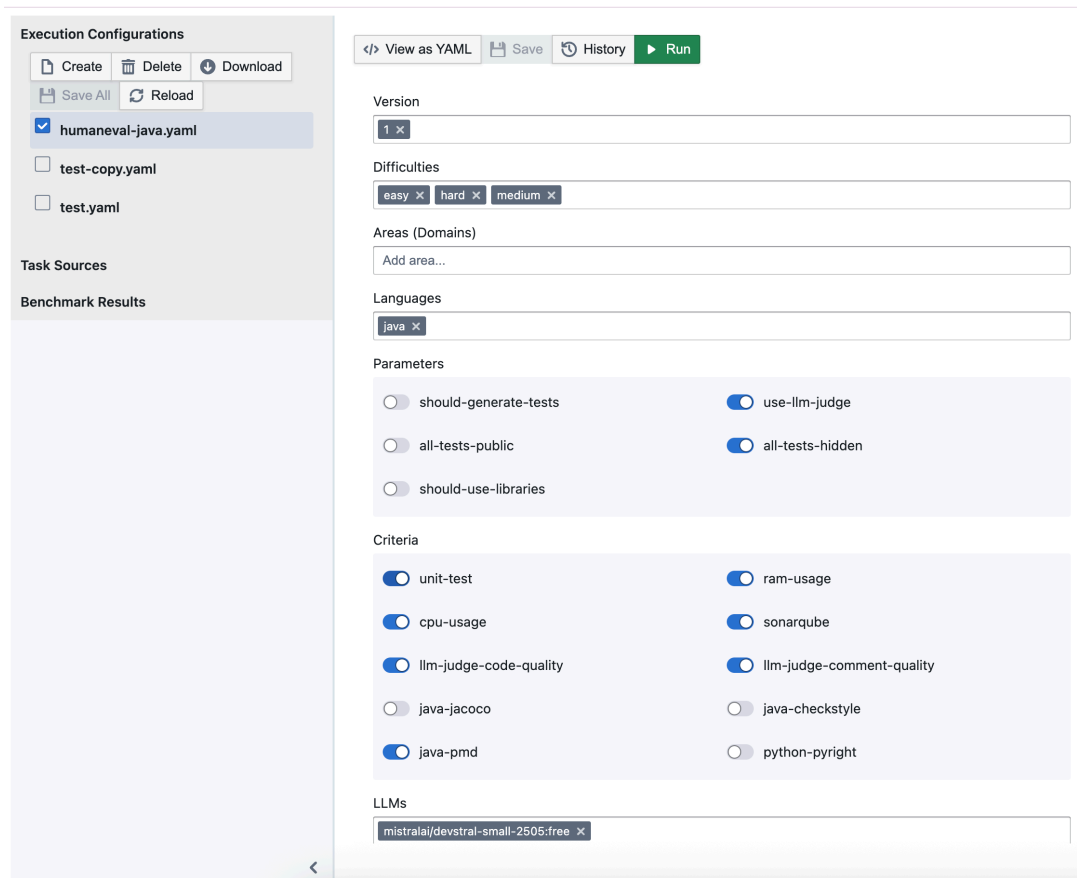 Execution Configurations
Create Delete Download
Save All Reload
humaneval-java.yaml
test-copy.yaml
test.yaml
Task Sources
Benchmark Results
</> View as YAML Save History Run
Version
1 ×
Difficulties
easy × hard × medium ×
Areas (Domains)
Add area...
Languages
java ×
Parameters
should-generate-tests use-llm-judge
all-tests-public all-tests-hidden
should-use-libraries
Criteria
unit-test ram-usage
cpu-usage sonarqube
llm-judge-code-quality llm-judge-comment-quality
java-jacoco java-checkstyle
java-pmd python-pyright
LLMs
mistralai/devstral-small-2505:free ×